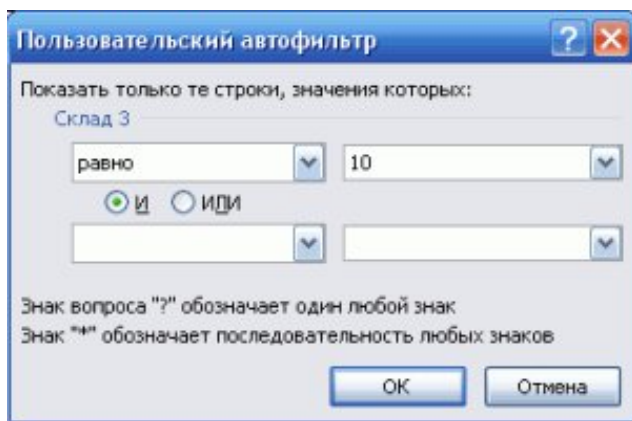 Пользовательский автофильтр
Показать только те строки, значения которых:
Склад 3
равно 10
И ИЛИ
Знак вопроса "?" обозначает один любой знак
Знак "*" обозначает последовательность любых знаков
ОК Отмена